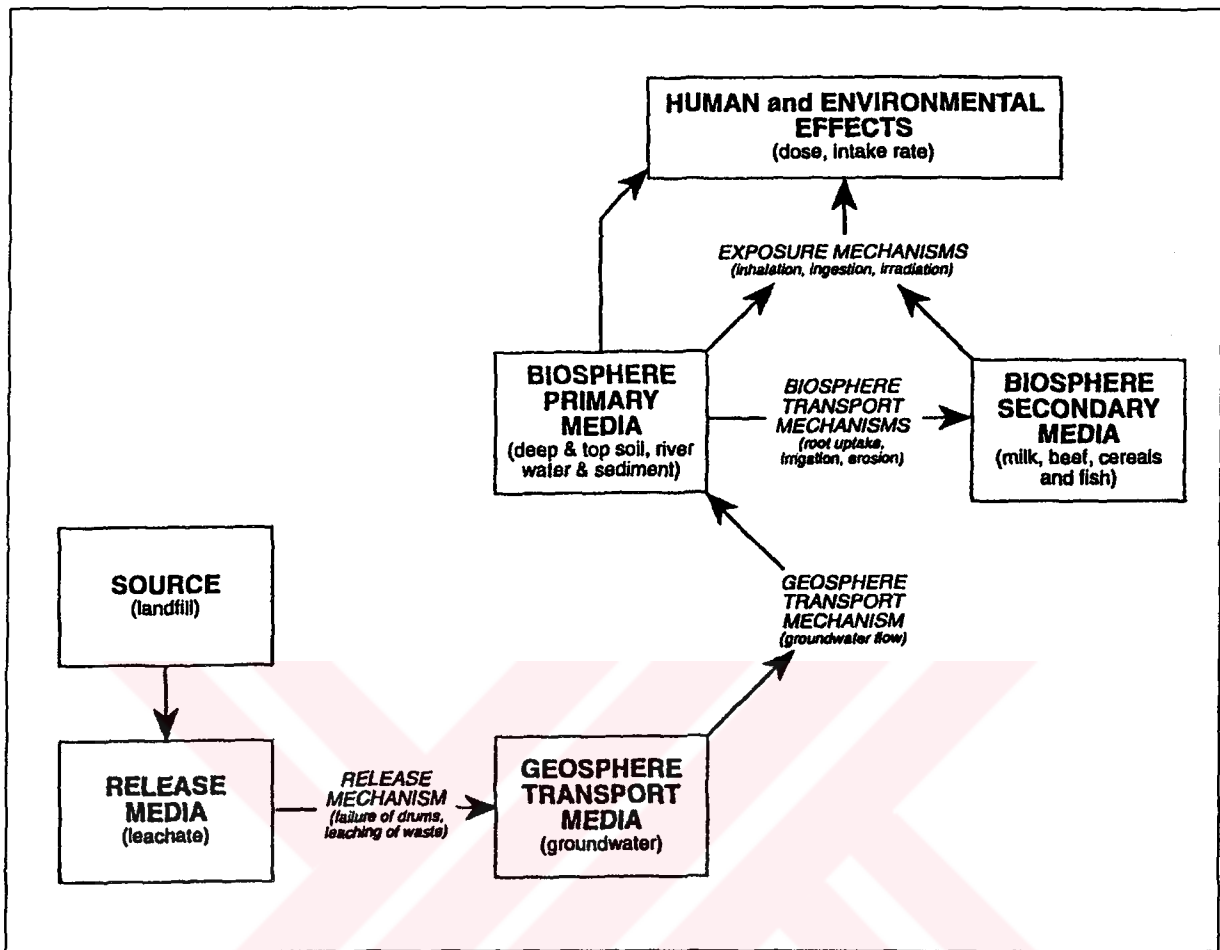 HUMAN and ENVIRONMENTAL
EFFECTS
(dose, intake rate)
EXPOSURE MECHANISMS
(inhalation, ingestion, irradiation)
BIOSPHERE
PRIMARY
MEDIA
(deep & top soil, river
water & sediment)
BIOSPHERE
TRANSPORT
MECHANISMS
(root uptake,
irrigation, erosion)
BIOSPHERE
SECONDARY
MEDIA
(milk, beef, cereals
and fish)
SOURCE
(landfill)
GEOSPHERE
TRANSPORT
MECHANISM
(groundwater flow)
RELEASE
MEDIA
(leachate)
RELEASE
MECHANISM
(failure of drums,
leaching of waste)
GEOSPHERE
TRANSPORT
MEDIA
(groundwater)